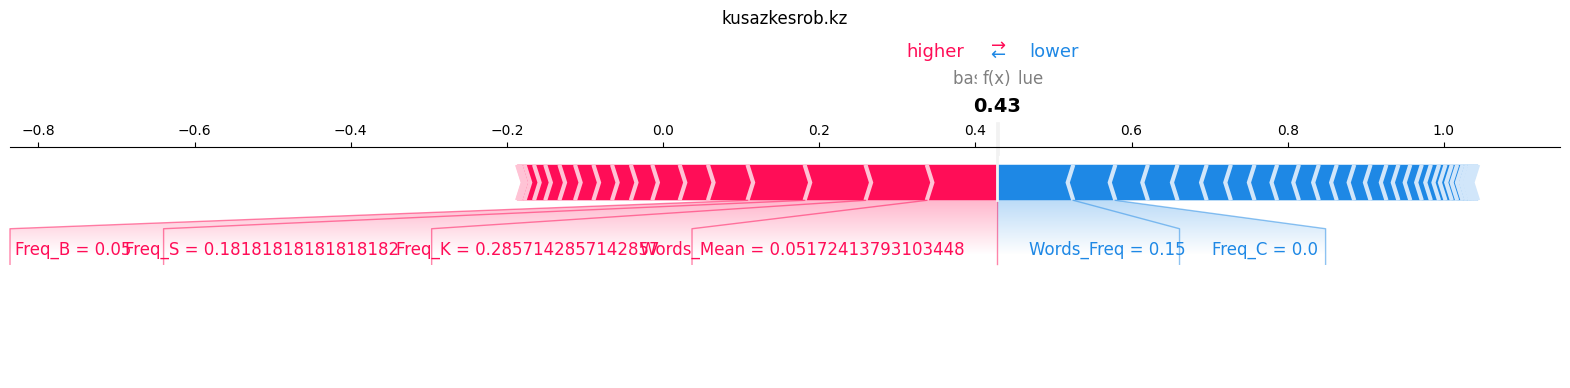 kusazkesrob.kz
higher ⇄ lower
f(x)
0.43
−0.8 −0.6 −0.4 −0.2 0.0 0.2 0.4 0.6 0.8 1.0
Freq_B = 0.05 Freq_S = 0.18181818181818182 Freq_K = 0.2857142857142857 Words_Mean = 0.05172413793103448 Words_Freq = 0.15 Freq_C = 0.0